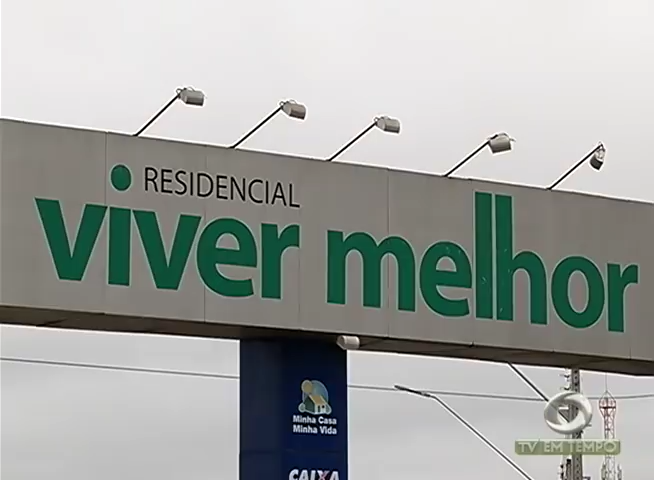 RESIDENCIAL
viver melhor
Minha Casa
Minha Vida
CAIXA
TV EM TEMPO